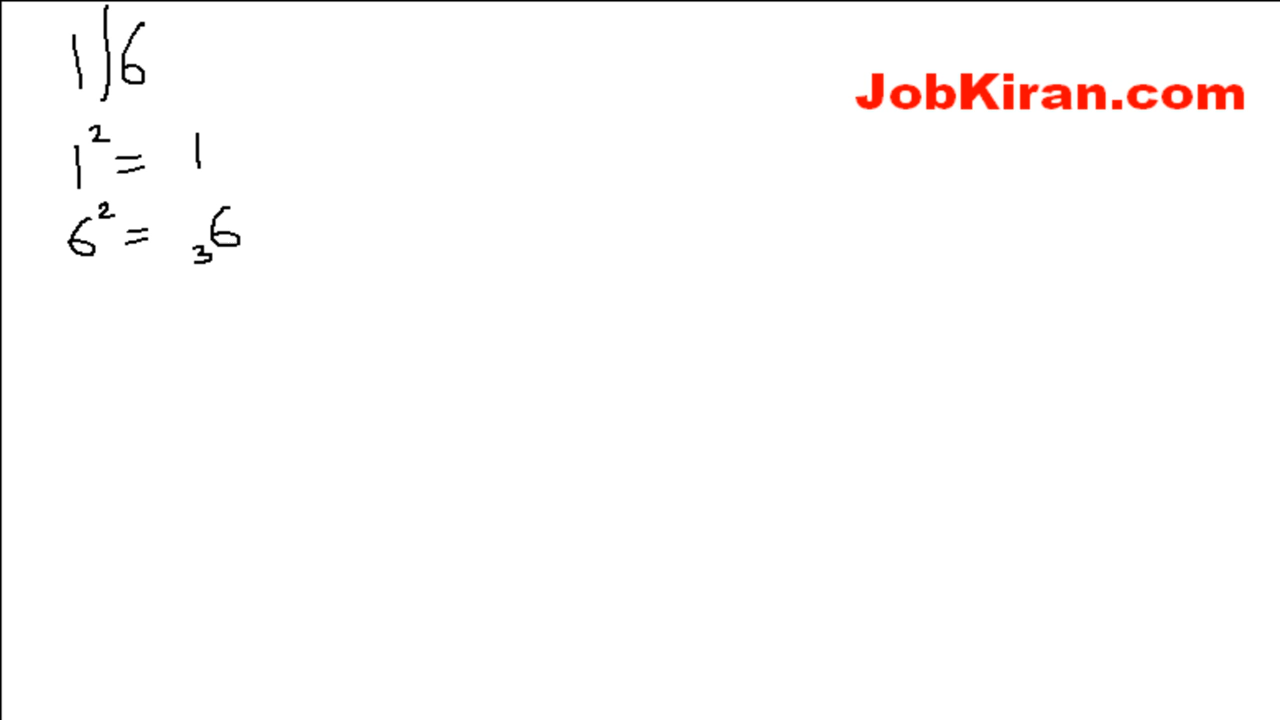 1)6
JobKiran.com
1² = 1
6² = ₃6